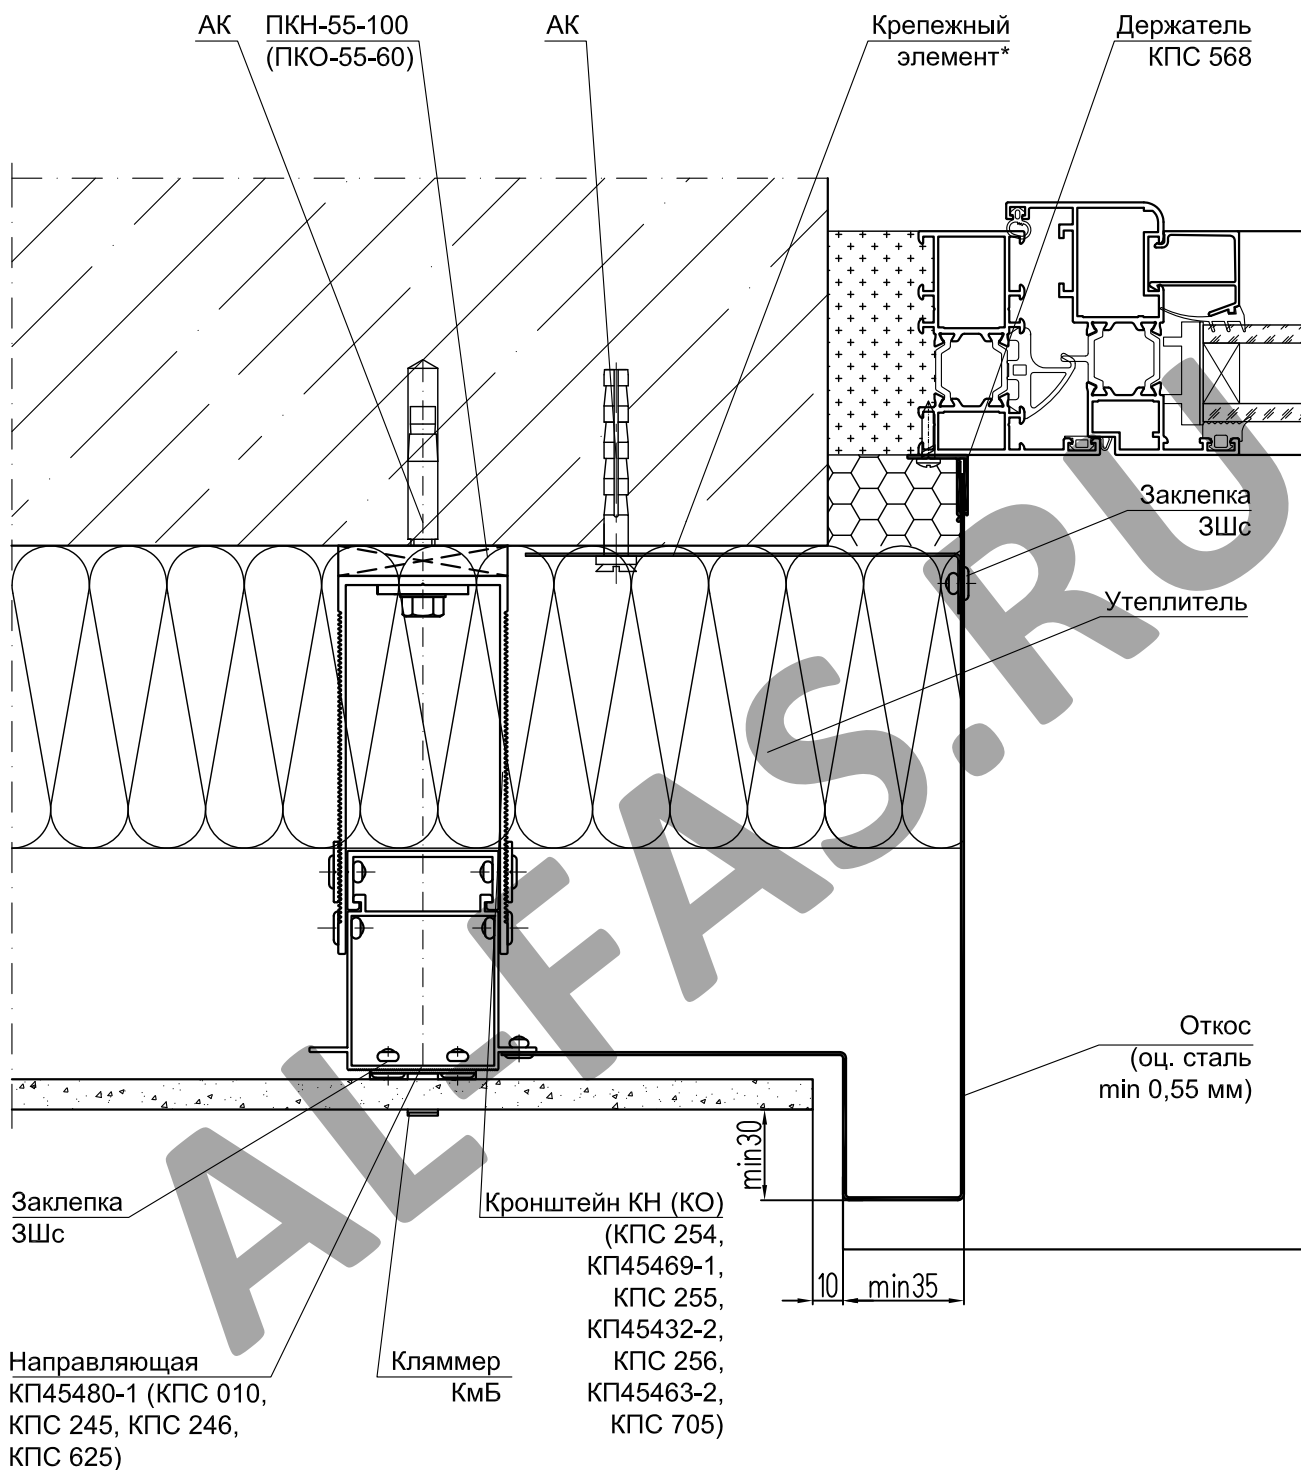 АК
ПКН-55-100
(ПКО-55-60)
АК
Крепежный
элемент*
Держатель
КПС 568
Заклепка
ЗШс
Утеплитель
Откос
(оц. сталь
min 0,55 мм)
min30
10
min35
Заклепка
ЗШс
Кронштейн КН (КО)
(КПС 254,
КП45469-1,
КПС 255,
КП45432-2,
КПС 256,
КП45463-2,
КПС 705)
Направляющая
КП45480-1 (КПС 010,
КПС 245, КПС 246,
КПС 625)
Кляммер
КмБ
AL-FAS.RU